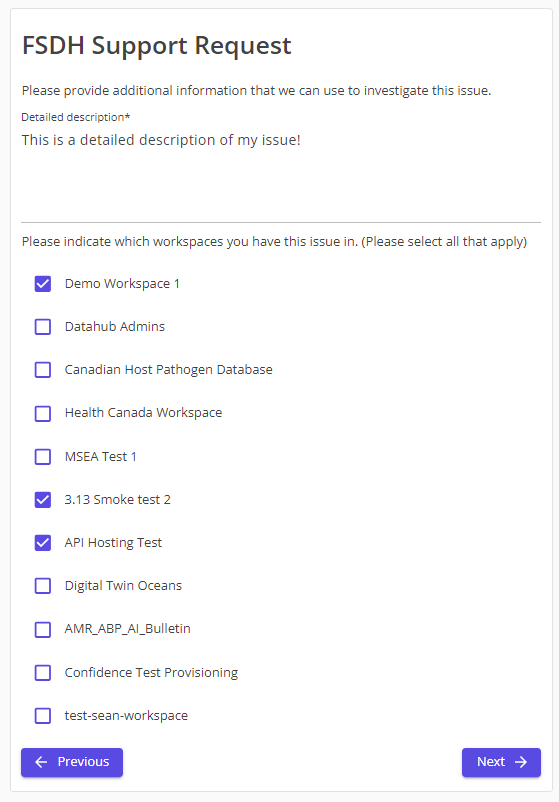 FSDH Support Request
Please provide additional information that we can use to investigate this issue.
Detailed description*
This is a detailed description of my issue!
Please indicate which workspaces you have this issue in. (Please select all that apply)
Demo Workspace 1
Datahub Admins
Canadian Host Pathogen Database
Health Canada Workspace
MSEA Test 1
3.13 Smoke test 2
API Hosting Test
Digital Twin Oceans
AMR_ABP_AI_Bulletin
Confidence Test Provisioning
test-sean-workspace
Previous
Next